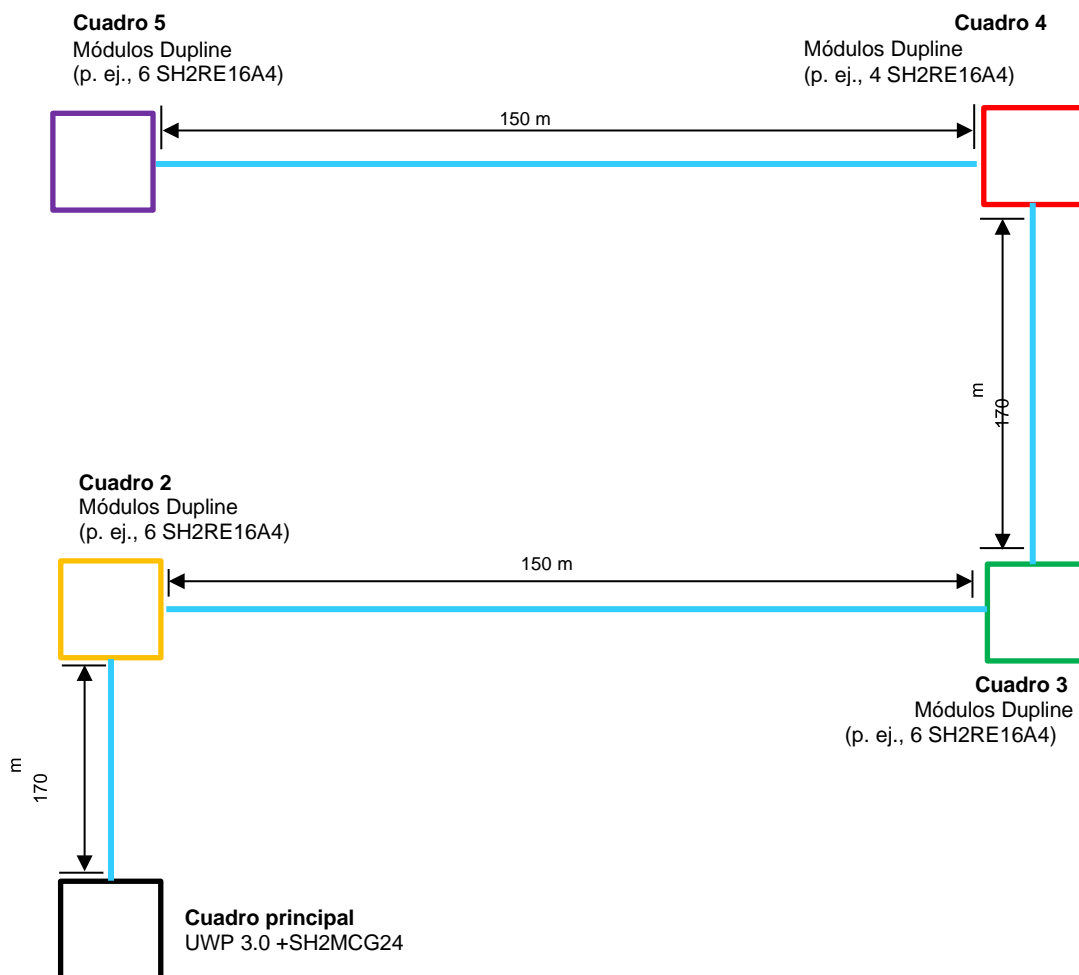 Cuadro 5
Módulos Dupline
(p. ej., 6 SH2RE16A4)
Cuadro 4
Módulos Dupline
(p. ej., 4 SH2RE16A4)
150 m
170 m
Cuadro 2
Módulos Dupline
(p. ej., 6 SH2RE16A4)
150 m
Cuadro 3
Módulos Dupline
(p. ej., 6 SH2RE16A4)
170 m
Cuadro principal
UWP 3.0 +SH2MCG24